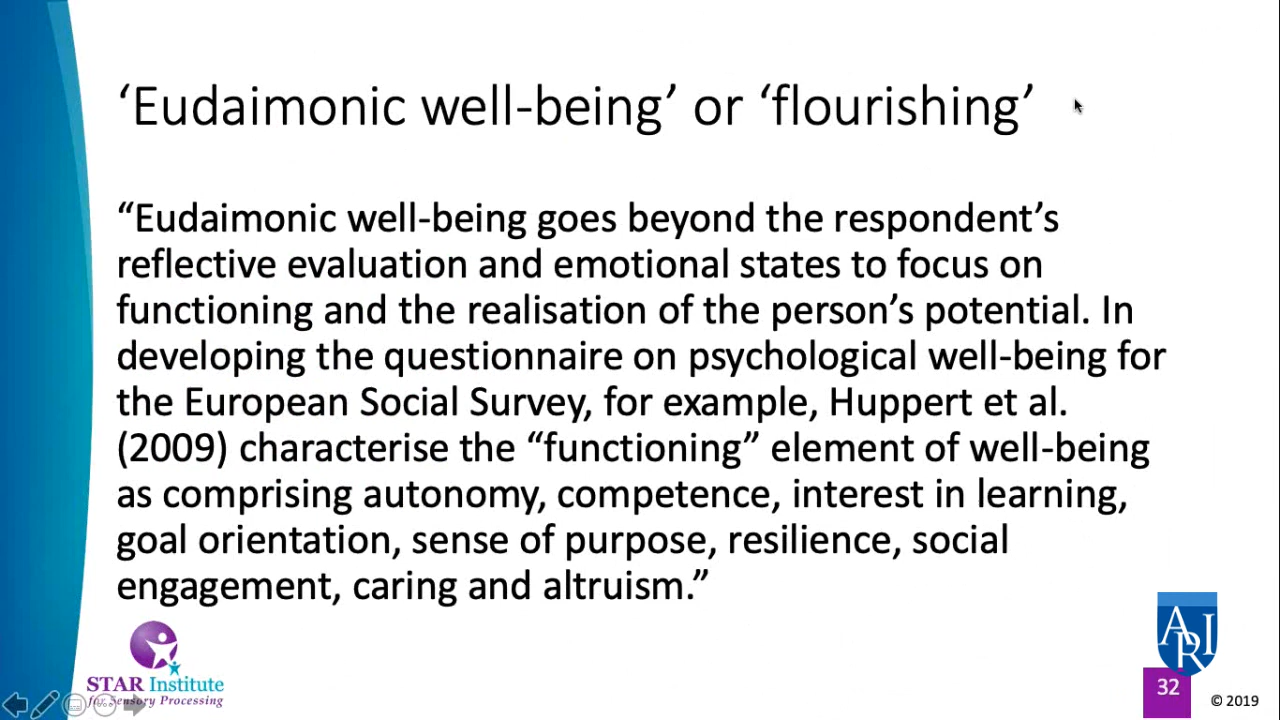 ‘Eudaimonic well-being’ or ‘flourishing’
“Eudaimonic well-being goes beyond the respondent’s
reflective evaluation and emotional states to focus on
functioning and the realisation of the person’s potential. In
developing the questionnaire on psychological well-being for
the European Social Survey, for example, Huppert et al.
(2009) characterise the “functioning” element of well-being
as comprising autonomy, competence, interest in learning,
goal orientation, sense of purpose, resilience, social
engagement, caring and altruism.”
STAR Institute
for Sensory Processing
ARI
32
© 2019